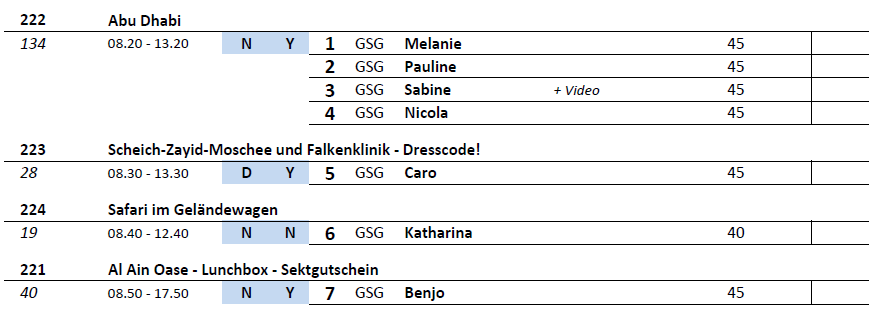 222 Abu Dhabi
134 08.20 - 13.20 N Y 1 GSG Melanie 45
2 GSG Pauline 45
3 GSG Sabine + Video 45
4 GSG Nicola 45
223 Scheich-Zayid-Moschee und Falkenklinik - Dresscode!
28 08.30 - 13.30 D Y 5 GSG Caro 45
224 Safari im Geländewagen
19 08.40 - 12.40 N N 6 GSG Katharina 40
221 Al Ain Oase - Lunchbox - Sektgutschein
40 08.50 - 17.50 N Y 7 GSG Benjo 45